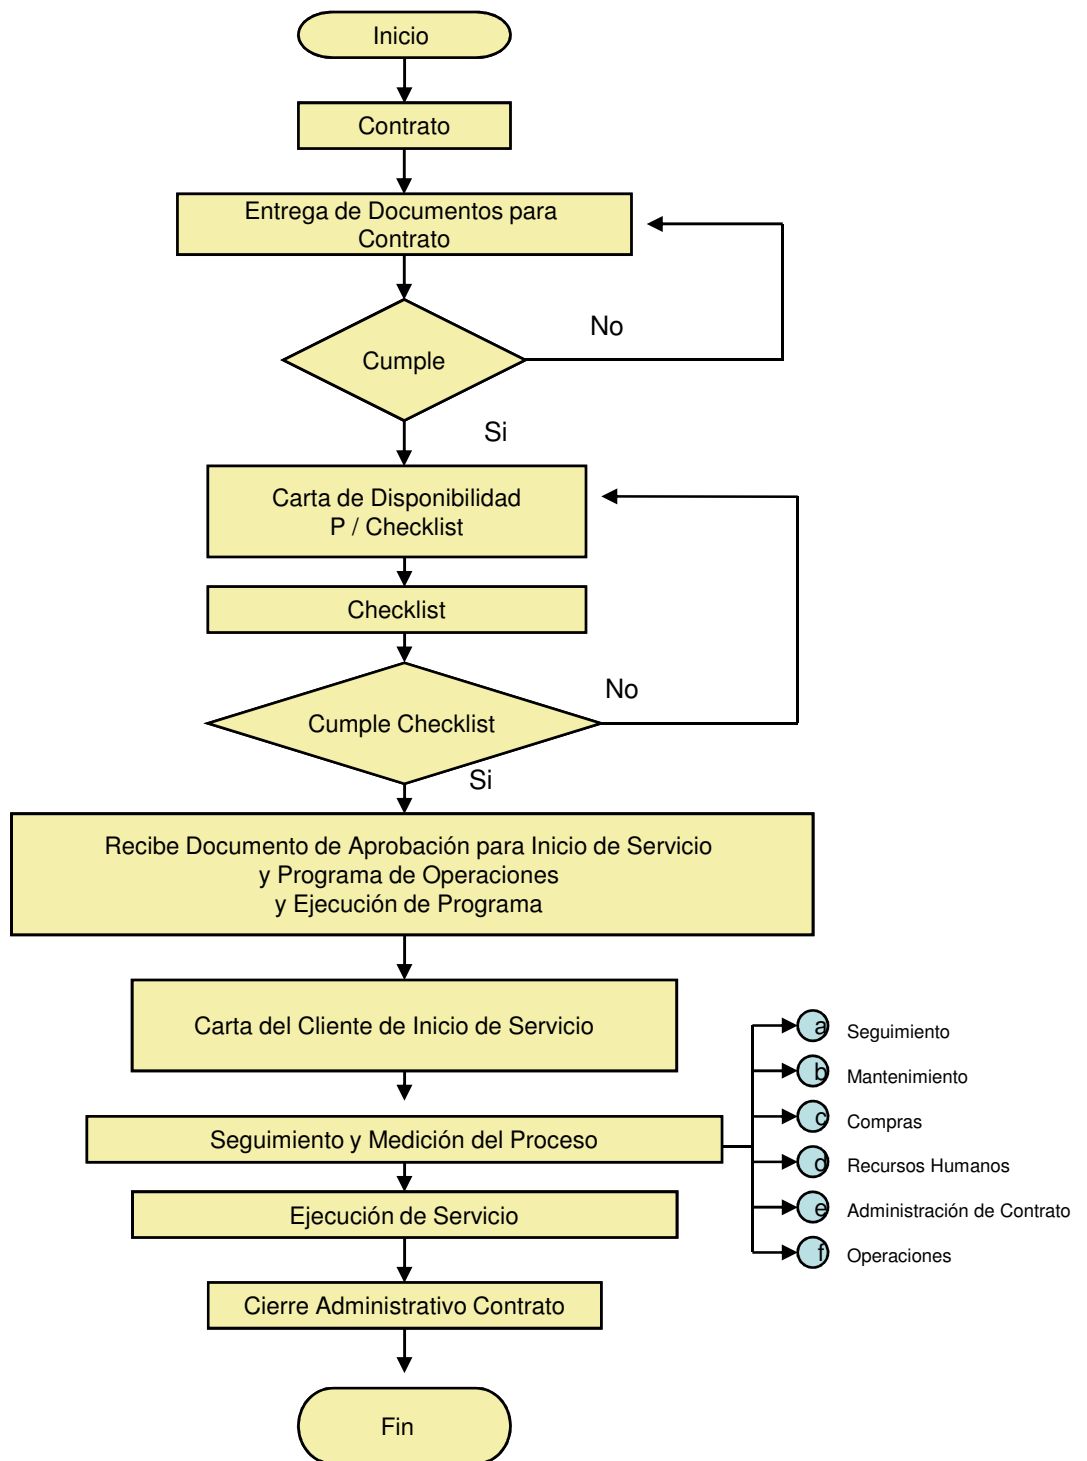 Inicio
Contrato
Entrega de Documentos para
Contrato
No
Cumple
Si
Carta de Disponibilidad
P / Checklist
Checklist
No
Cumple Checklist
Si
Recibe Documento de Aprobación para Inicio de Servicio
y Programa de Operaciones
y Ejecución de Programa
Carta del Cliente de Inicio de Servicio
Seguimiento y Medición del Proceso
a Seguimiento
b Mantenimiento
c Compras
d Recursos Humanos
e Administración de Contrato
f Operaciones
Ejecución de Servicio
Cierre Administrativo Contrato
Fin